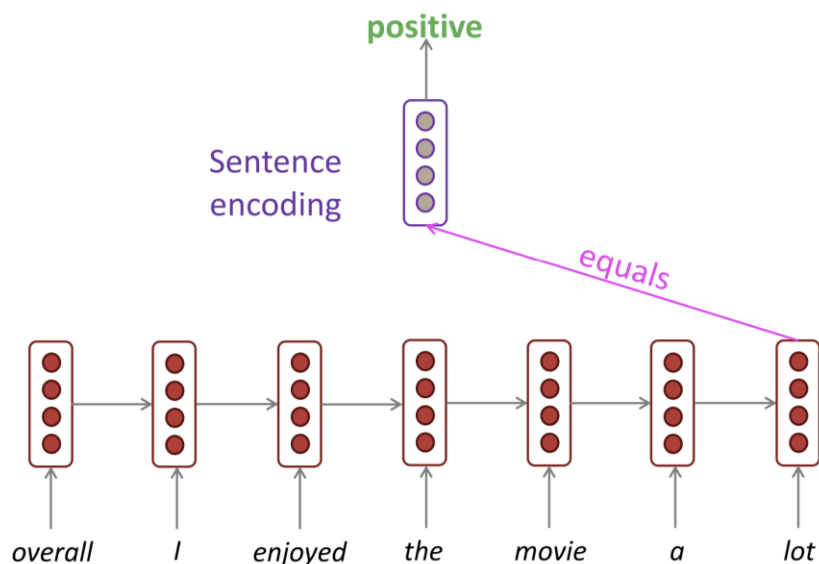 positive
Sentence
encoding
equals
overall I enjoyed the movie a lot